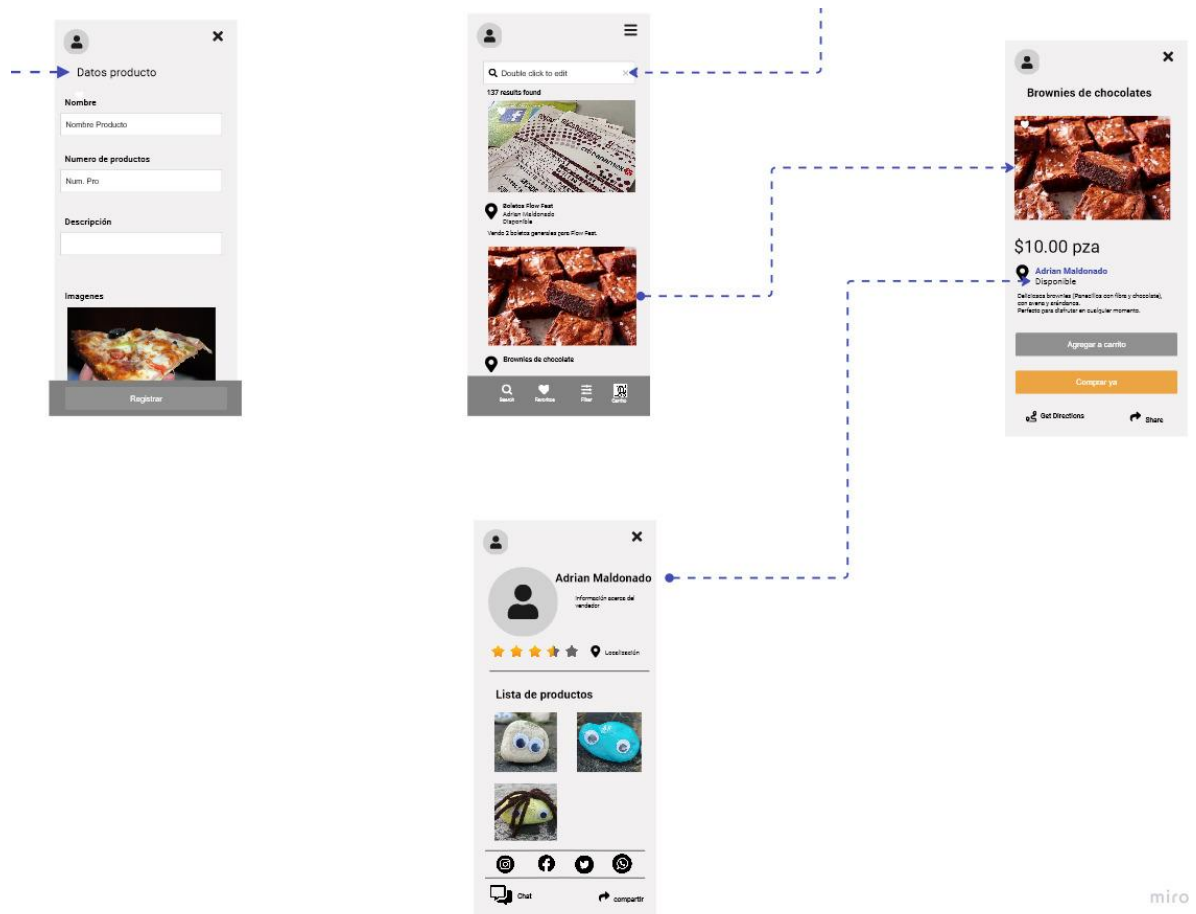 Datos producto
Nombre
Nombre Producto
Numero de productos
Num. Pro
Descripción
Imagenes
Registrar
Double click to edit
137 results found
Boletos Flow Fest
Adrian Maldonado
Disponible
Vendo 2 boletos generales para Flow Fest.
Brownies de chocolate
Search
Favoritos
Filter
Carrito
Brownies de chocolates
$10.00 pza
Adrian Maldonado
Disponible
Deliciosos brownies (Panecillos con fibra y chocolate),
con avena y arándanos.
Perfecto para disfrutar en cualquier momento.
Agregar a carrito
Comprar ya
Get Directions
Share
Adrian Maldonado
Información acerca del
vendedor
Localización
Lista de productos
Chat
compartir
miro